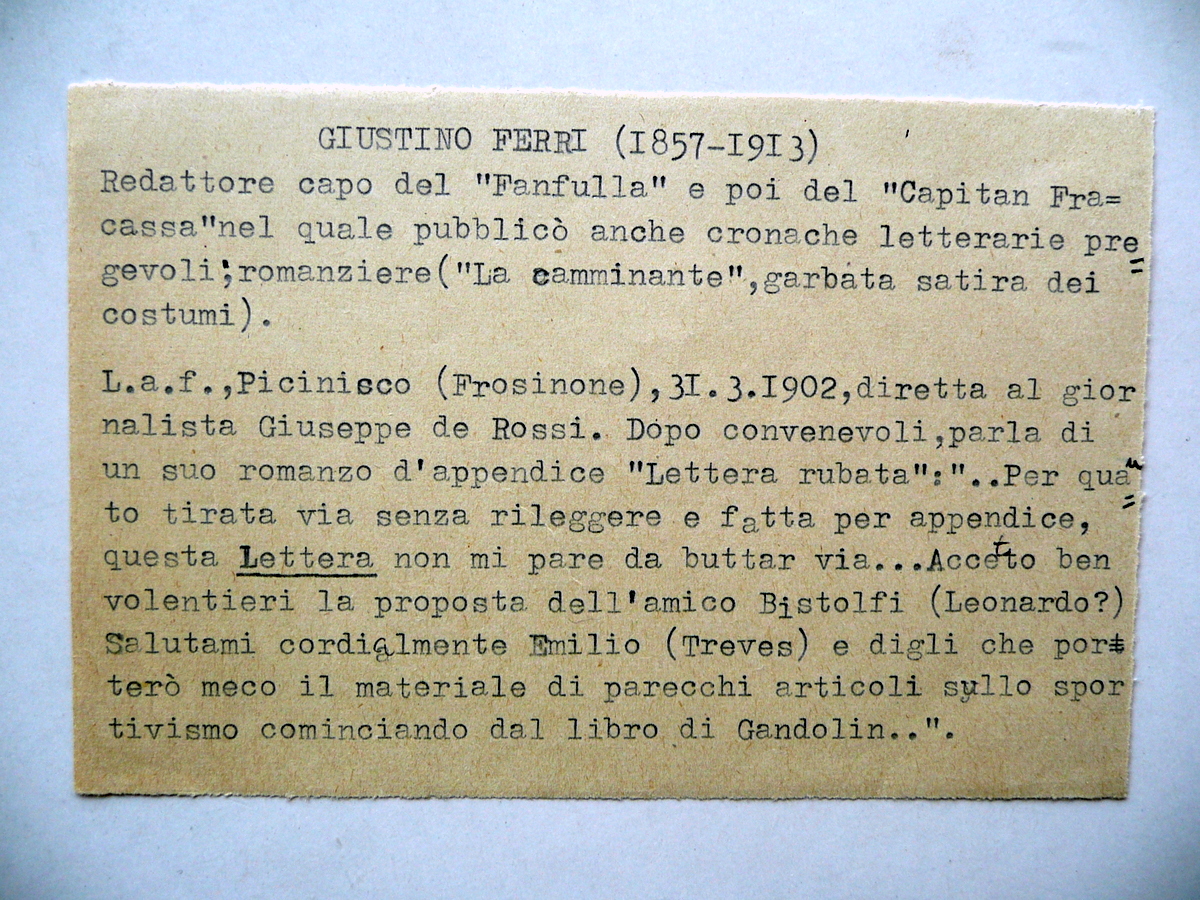 GIUSTINO FERRI (I857-I9I3)
Redattore capo del "Fanfulla" e poi del "Capitan Fra=
cassa"nel quale pubblicò anche cronache letterarie pre=
gevoli;romanziere("La camminante",garbata satira dei
costumi).
L.a.f.,Picinisco (Frosinone),3I.3.I902,diretta al gior
nalista Giuseppe de Rossi. Dopo convenevoli,parla di
un suo romanzo d'appendice "Lettera rubata":"..Per quan=
to tirata via senza rileggere e fatta per appendice,
questa Lettera non mi pare da buttar via...Accetto ben
volentieri la proposta dell'amico Bistolfi (Leonardo?)
Salutami cordialmente Emilio (Treves) e digli che por=
terò meco il materiale di parecchi articoli sullo spor
tivismo cominciando dal libro di Gandolin..".